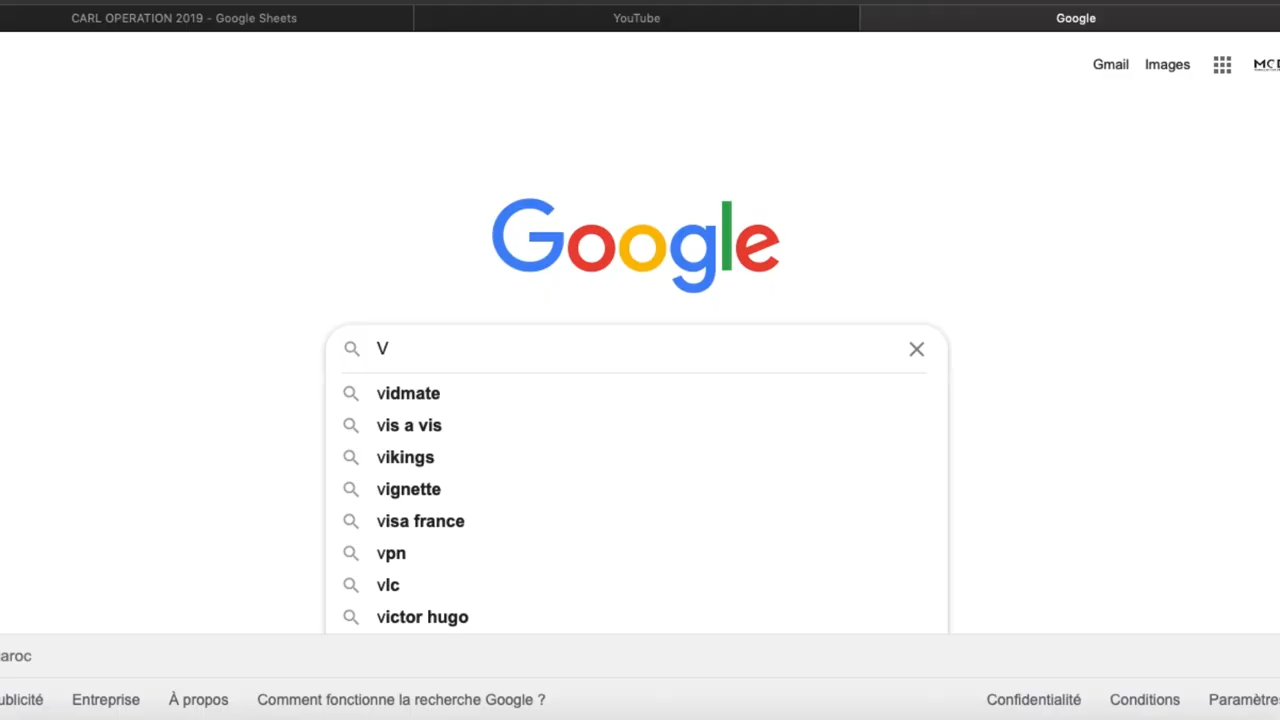 CARL OPERATION 2019 - Google Sheets
YouTube
Google
Gmail Images
Google
V
vidmate
vis a vis
vikings
vignette
visa france
vpn
vlc
victor hugo
aroc
ublicité Entreprise À propos Comment fonctionne la recherche Google ? Confidentialité Conditions Paramètre